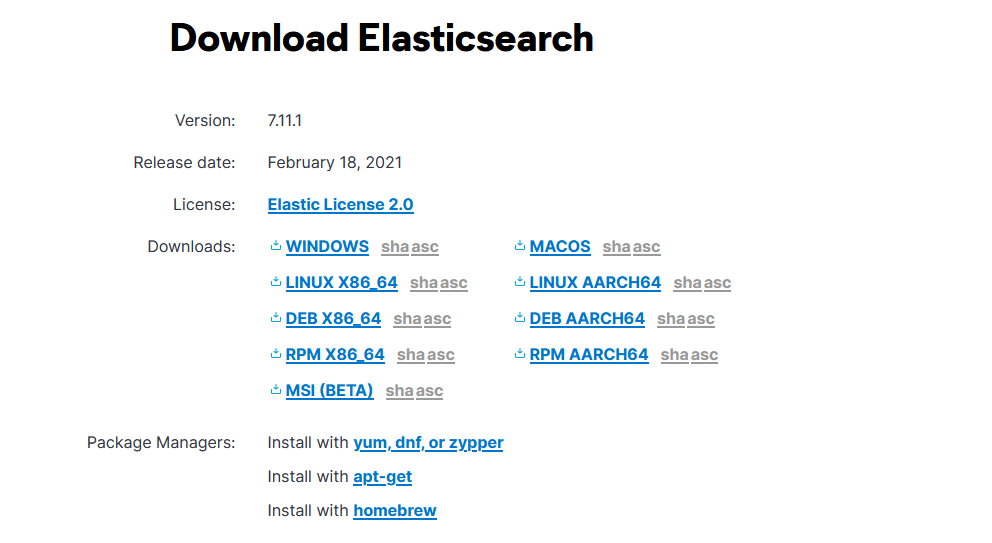 Download Elasticsearch
Version: 7.11.1
Release date: February 18, 2021
License: Elastic License 2.0
Downloads: WINDOWS sha asc MACOS sha asc
LINUX X86_64 sha asc LINUX AARCH64 sha asc
DEB X86_64 sha asc DEB AARCH64 sha asc
RPM X86_64 sha asc RPM AARCH64 sha asc
MSI (BETA) sha asc
Package Managers: Install with yum, dnf, or zypper
Install with apt-get
Install with homebrew